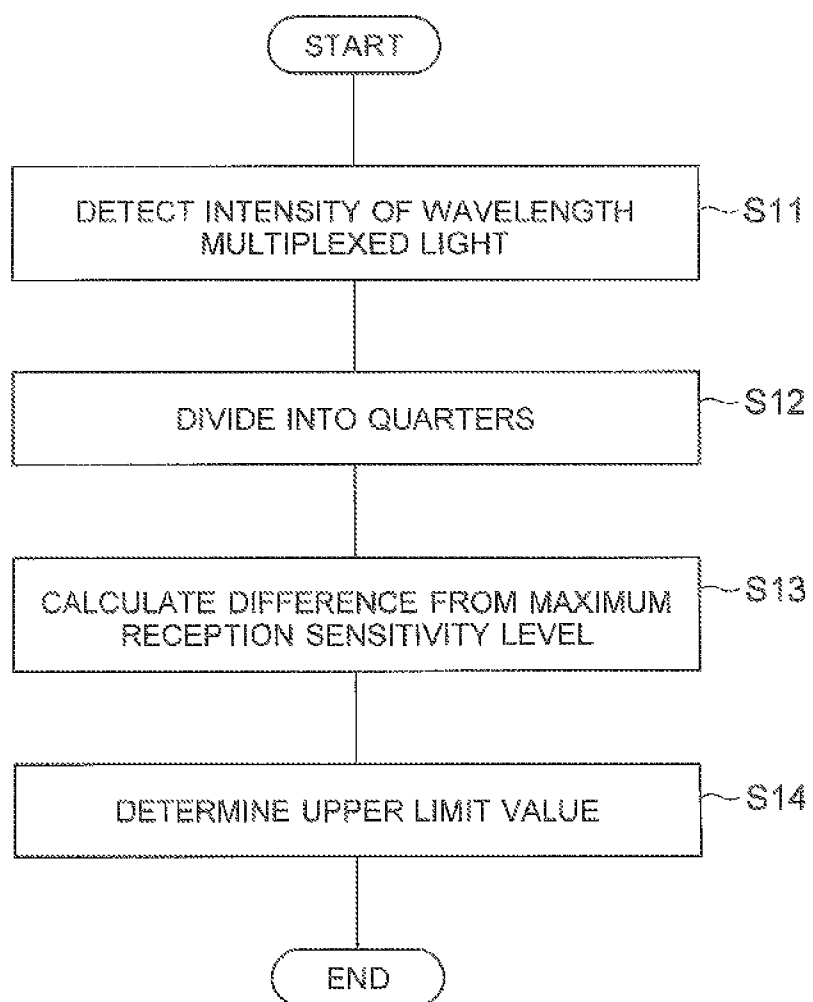 START
DETECT INTENSITY OF WAVELENGTH
MULTIPLEXED LIGHT
S11
DIVIDE INTO QUARTERS
S12
CALCULATE DIFFERENCE FROM MAXIMUM
RECEPTION SENSITIVITY LEVEL
S13
DETERMINE UPPER LIMIT VALUE
S14
END